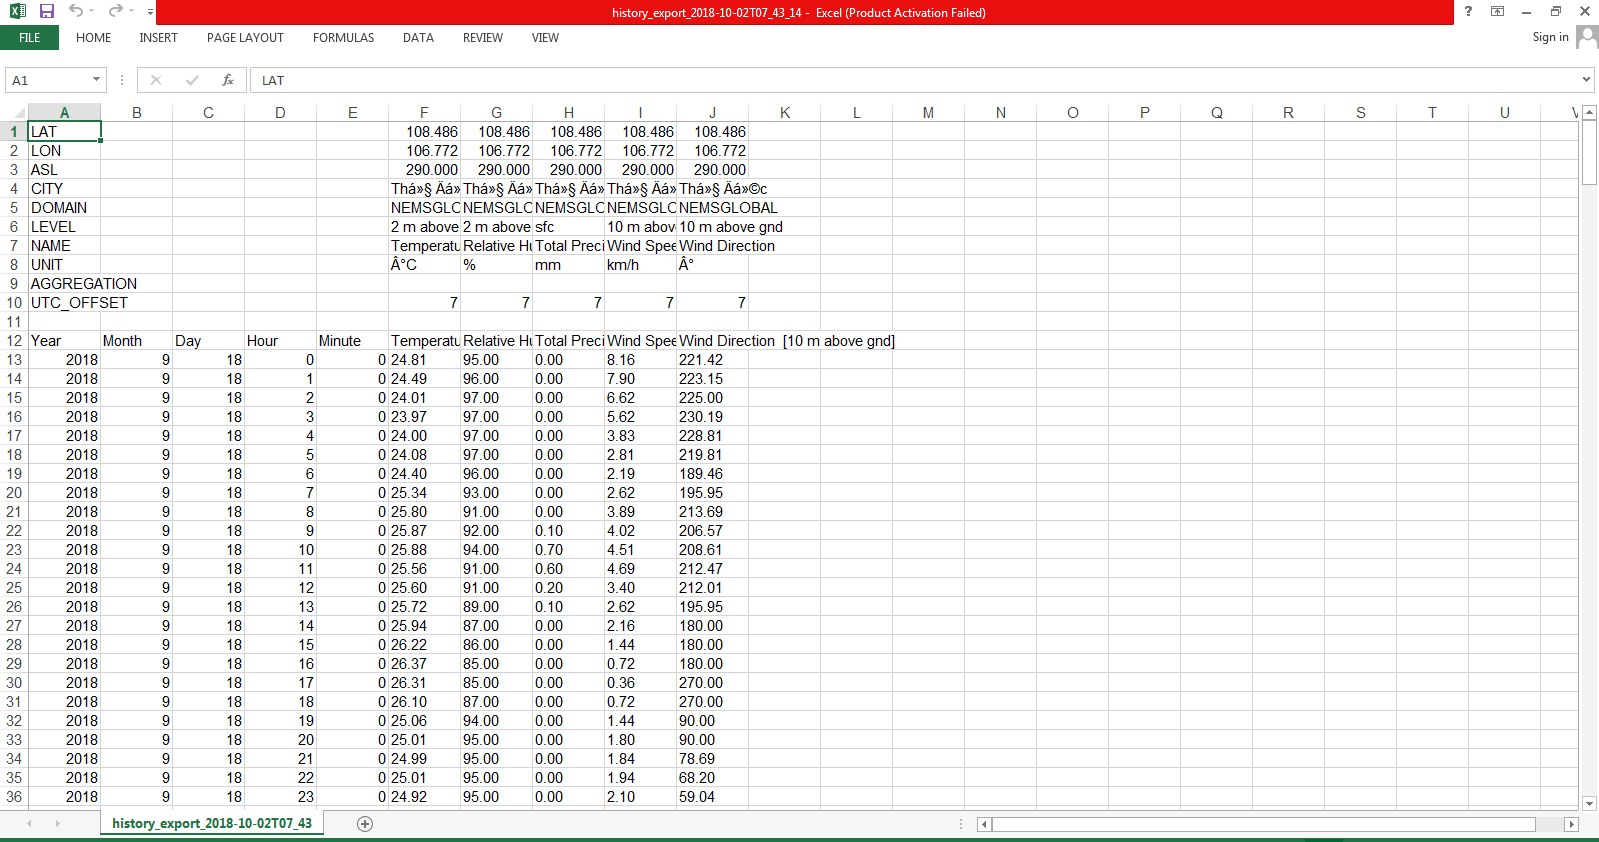 history_export_2018-10-02T07_43_14 - Excel (Product Activation Failed)
FILE HOME INSERT PAGE LAYOUT FORMULAS DATA REVIEW VIEW Sign in
A1 fx LAT
A B C D E F G H I J K L M N O P Q R S T U V
1 LAT 108.486 108.486 108.486 108.486 108.486
2 LON 106.772 106.772 106.772 106.772 106.772
3 ASL 290.000 290.000 290.000 290.000 290.000
4 CITY Thá»§ Äá» Thá»§ Äá» Thá»§ Äá» Thá»§ Äá» Thá»§ Äá»©c
5 DOMAIN NEMSGLC NEMSGLC NEMSGLC NEMSGLC NEMSGLOBAL
6 LEVEL 2 m above 2 m above sfc 10 m abov 10 m above gnd
7 NAME Temperatu Relative Hu Total Preci Wind Spee Wind Direction
8 UNIT Â°C % mm km/h Â°
9 AGGREGATION
10 UTC_OFFSET 7 7 7 7 7
11
12 Year Month Day Hour Minute Temperatu Relative Hu Total Preci Wind Spee Wind Direction [10 m above gnd]
13 2018 9 18 0 0 24.81 95.00 0.00 8.16 221.42
14 2018 9 18 1 0 24.49 96.00 0.00 7.90 223.15
15 2018 9 18 2 0 24.01 97.00 0.00 6.62 225.00
16 2018 9 18 3 0 23.97 97.00 0.00 5.62 230.19
17 2018 9 18 4 0 24.00 97.00 0.00 3.83 228.81
18 2018 9 18 5 0 24.08 97.00 0.00 2.81 219.81
19 2018 9 18 6 0 24.40 96.00 0.00 2.19 189.46
20 2018 9 18 7 0 25.34 93.00 0.00 2.62 195.95
21 2018 9 18 8 0 25.80 91.00 0.00 3.89 213.69
22 2018 9 18 9 0 25.87 92.00 0.10 4.02 206.57
23 2018 9 18 10 0 25.88 94.00 0.70 4.51 208.61
24 2018 9 18 11 0 25.56 91.00 0.60 4.69 212.47
25 2018 9 18 12 0 25.60 91.00 0.20 3.40 212.01
26 2018 9 18 13 0 25.72 89.00 0.10 2.62 195.95
27 2018 9 18 14 0 25.94 87.00 0.00 2.16 180.00
28 2018 9 18 15 0 26.22 86.00 0.00 1.44 180.00
29 2018 9 18 16 0 26.37 85.00 0.00 0.72 180.00
30 2018 9 18 17 0 26.31 85.00 0.00 0.36 270.00
31 2018 9 18 18 0 26.10 87.00 0.00 0.72 270.00
32 2018 9 18 19 0 25.06 94.00 0.00 1.44 90.00
33 2018 9 18 20 0 25.01 95.00 0.00 1.80 90.00
34 2018 9 18 21 0 24.99 95.00 0.00 1.84 78.69
35 2018 9 18 22 0 25.01 95.00 0.00 1.94 68.20
36 2018 9 18 23 0 24.92 95.00 0.00 2.10 59.04
history_export_2018-10-02T07_43